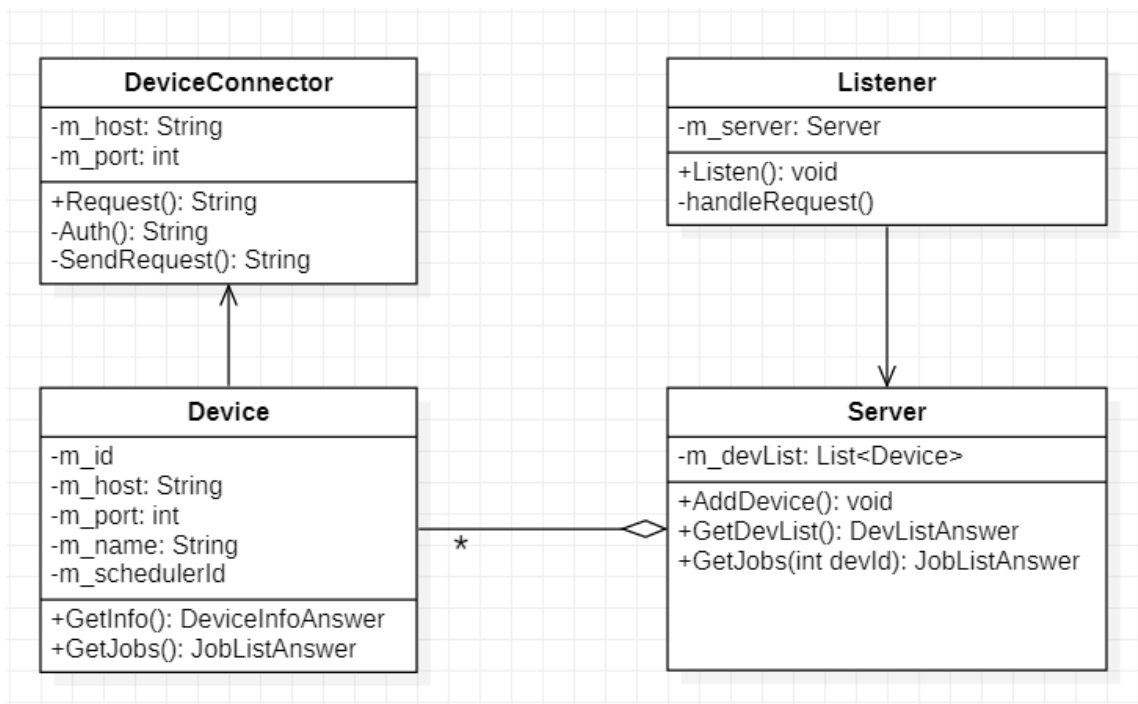 DeviceConnector
-m_host: String
-m_port: int
+Request(): String
-Auth(): String
-SendRequest(): String
Listener
-m_server: Server
+Listen(): void
-handleRequest()
Device
-m_id
-m_host: String
-m_port: int
-m_name: String
-m_schedulerId
+GetInfo(): DeviceInfoAnswer
+GetJobs(): JobListAnswer
*
Server
-m_devList: List<Device>
+AddDevice(): void
+GetDevList(): DevListAnswer
+GetJobs(int devId): JobListAnswer